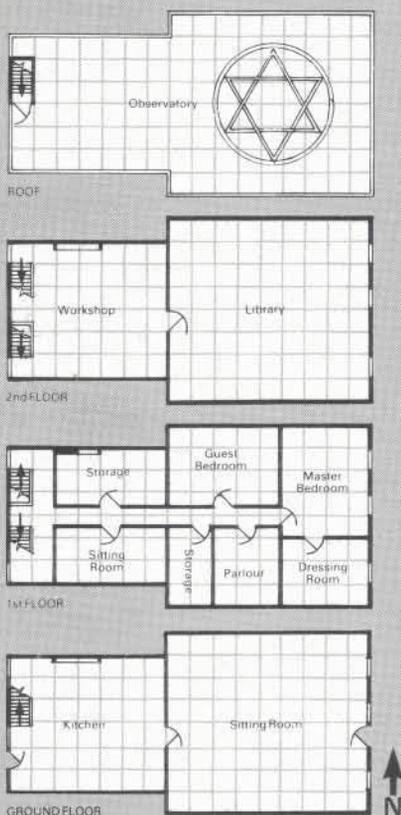 Observatory
ROOF
Workshop
Library
2nd FLOOR
Storage
Guest
Bedroom
Master
Bedroom
Sitting
Room
Storage
Parlour
Dressing
Room
1st FLOOR
Kitchen
Sitting Room
GROUND FLOOR
N